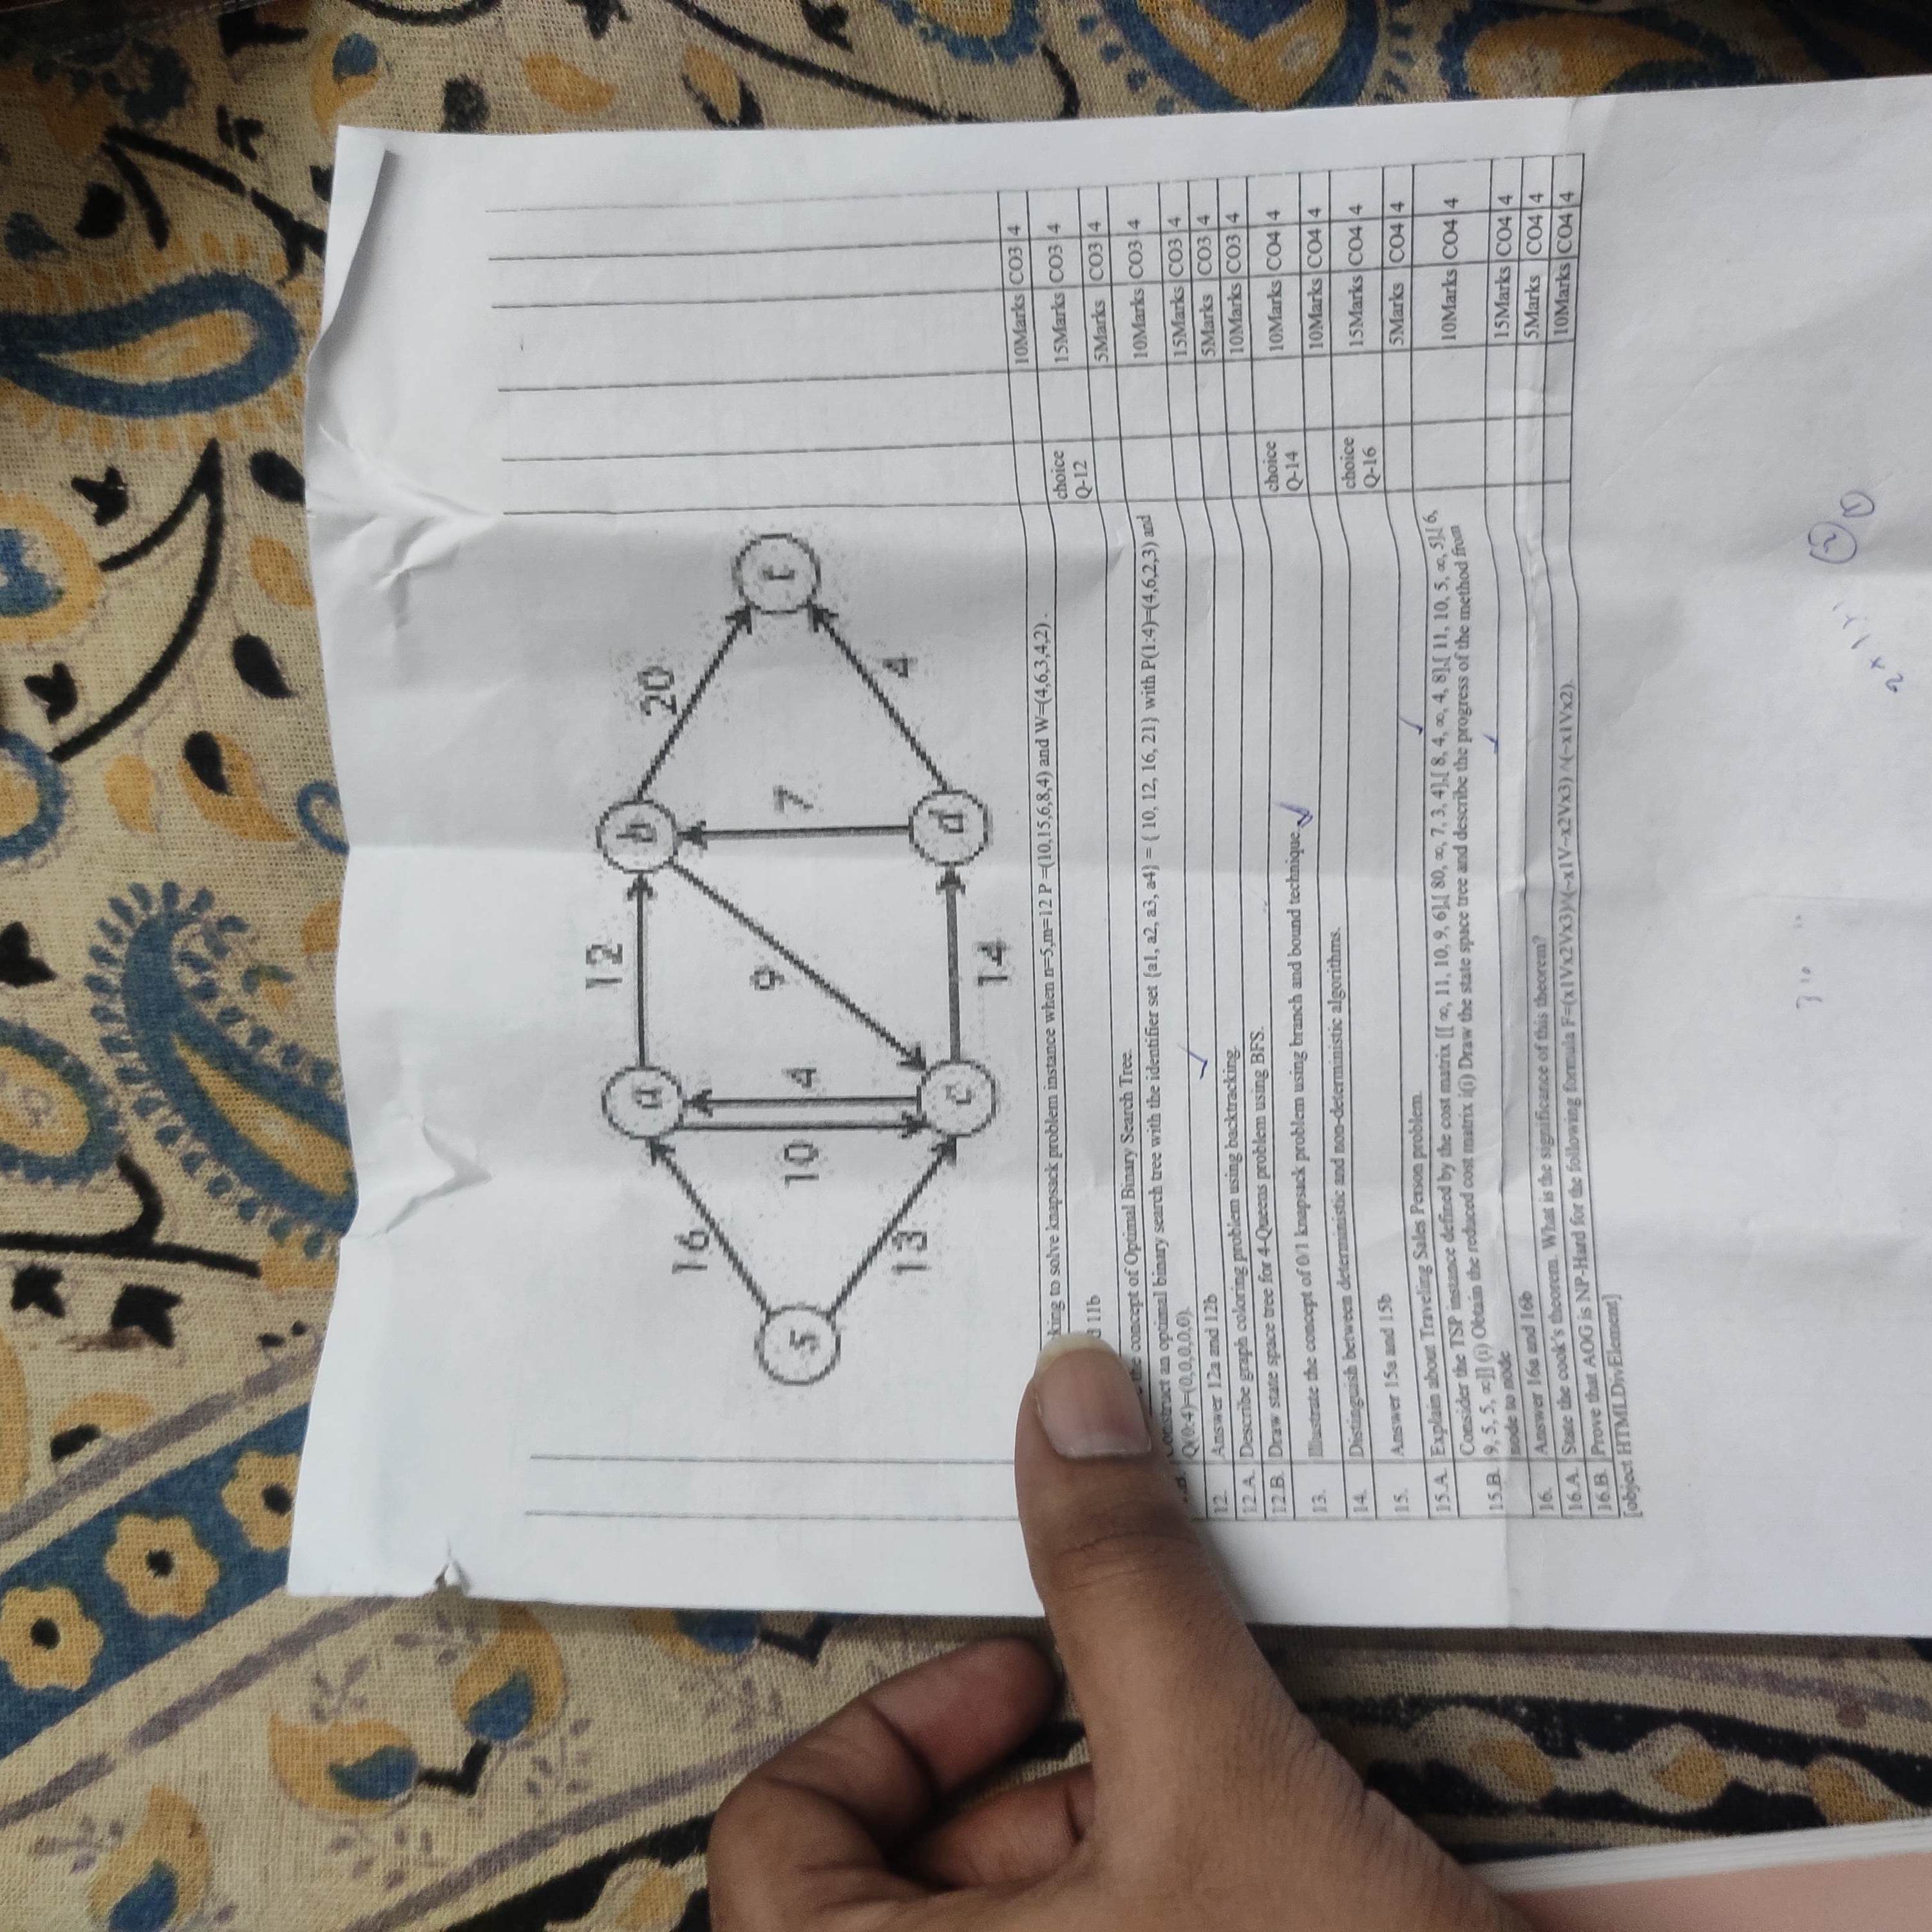 12
20
16
10
4
9
7
13
14
4
s
a
b
c
d
t
10Marks CO3 4
king to solve knapsack problem instance when n=5,m=12 P =(10,15,6,8,4) and W=(4,6,3,4,2) .
choice Q-12
15Marks CO3 4
11b
5Marks CO3 4
concept of Optimal Binary Search Tree.
10Marks CO3 4
construct an optimal binary search tree with the identifier set {a1, a2, a3, a4} = { 10, 12, 16, 21} with P(1:4)=(4,6,2,3) and
Q(0:4)=(0,0,0,0,0).
15Marks CO3 4
12. Answer 12a and 12b
5Marks CO3 4
12.A. Describe graph coloring problem using backtracking.
10Marks CO3 4
12.B. Draw state space tree for 4-Queens problem using BFS.
13. Illustrate the concept of 0/1 knapsack problem using branch and bound technique.
choice Q-14
10Marks CO4 4
14. Distinguish between deterministic and non-deterministic algorithms.
10Marks CO4 4
15. Answer 15a and 15b
choice Q-16
15Marks CO4 4
15.A. Explain about Traveling Sales Person problem.
5Marks CO4 4
Consider the TSP instance defined by the cost matrix [[ ∞, 11, 10, 9, 6],[ 80, ∞, 7, 3, 4],[ 8, 4, ∞, 4, 8],[ 11, 10, 5, ∞, 5],[ 6,
15.B. 9, 5, 5, ∞]] (i) Obtain the reduced cost matrix i(i) Draw the state space tree and describe the progress of the method from
node to node
10Marks CO4 4
16. Answer 16a and 16b
15Marks CO4 4
16.A. State the cook's theorem. What is the significance of this theorem?
5Marks CO4 4
16.B. Prove that AOG is NP-Hard for the following formula F=(x1Vx2Vx3)^(~x1V~x2Vx3) ^(~x1Vx2).
10Marks CO4 4
[object HTMLDivElement]